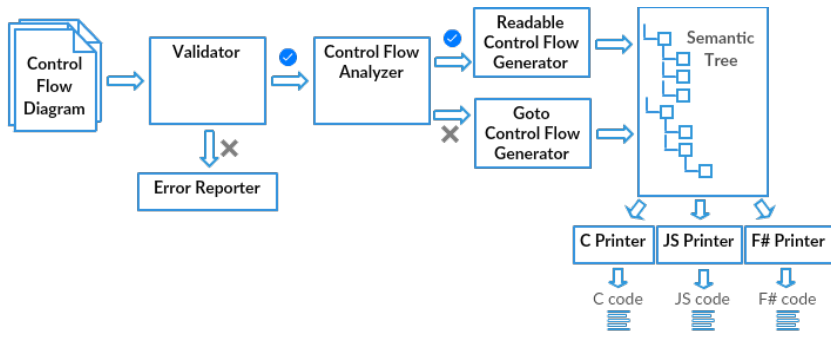 Control
Flow
Diagram
Validator
Control Flow
Analyzer
Readable
Control Flow
Generator
Goto
Control Flow
Generator
Semantic
Tree
Error Reporter
C Printer
JS Printer
F# Printer
C code
JS code
F# code